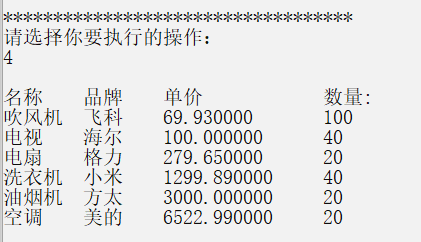 ***********************************
请选择你要执行的操作:
4
名称 品牌 单价 数量:
吹风机 飞科 69.930000 100
电视 海尔 100.000000 40
电扇 格力 279.650000 20
洗衣机 小米 1299.890000 40
油烟机 方太 3000.000000 20
空调 美的 6522.990000 20